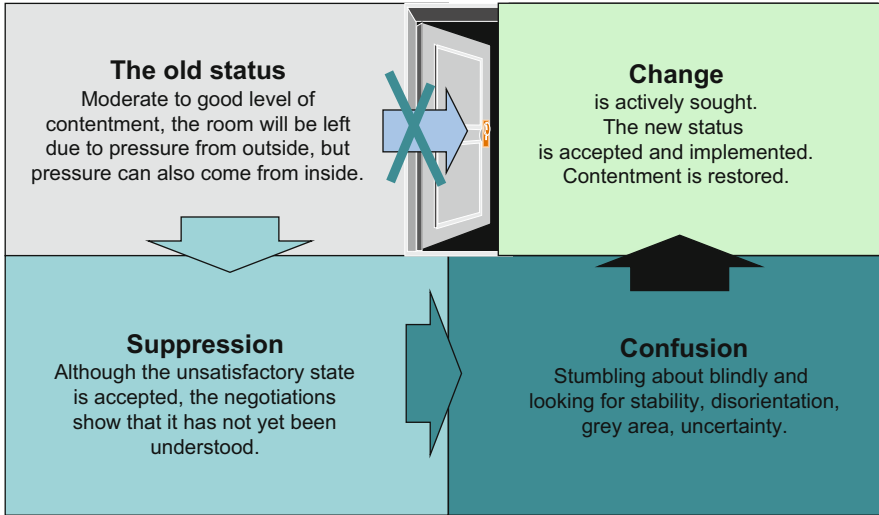 The old status
Moderate to good level of
contentment, the room will be left
due to pressure from outside, but
pressure can also come from inside.
Change
is actively sought.
The new status
is accepted and implemented.
Contentment is restored.
Suppression
Although the unsatisfactory state
is accepted, the negotiations
show that it has not yet been
understood.
Confusion
Stumbling about blindly and
looking for stability, disorientation,
grey area, uncertainty.